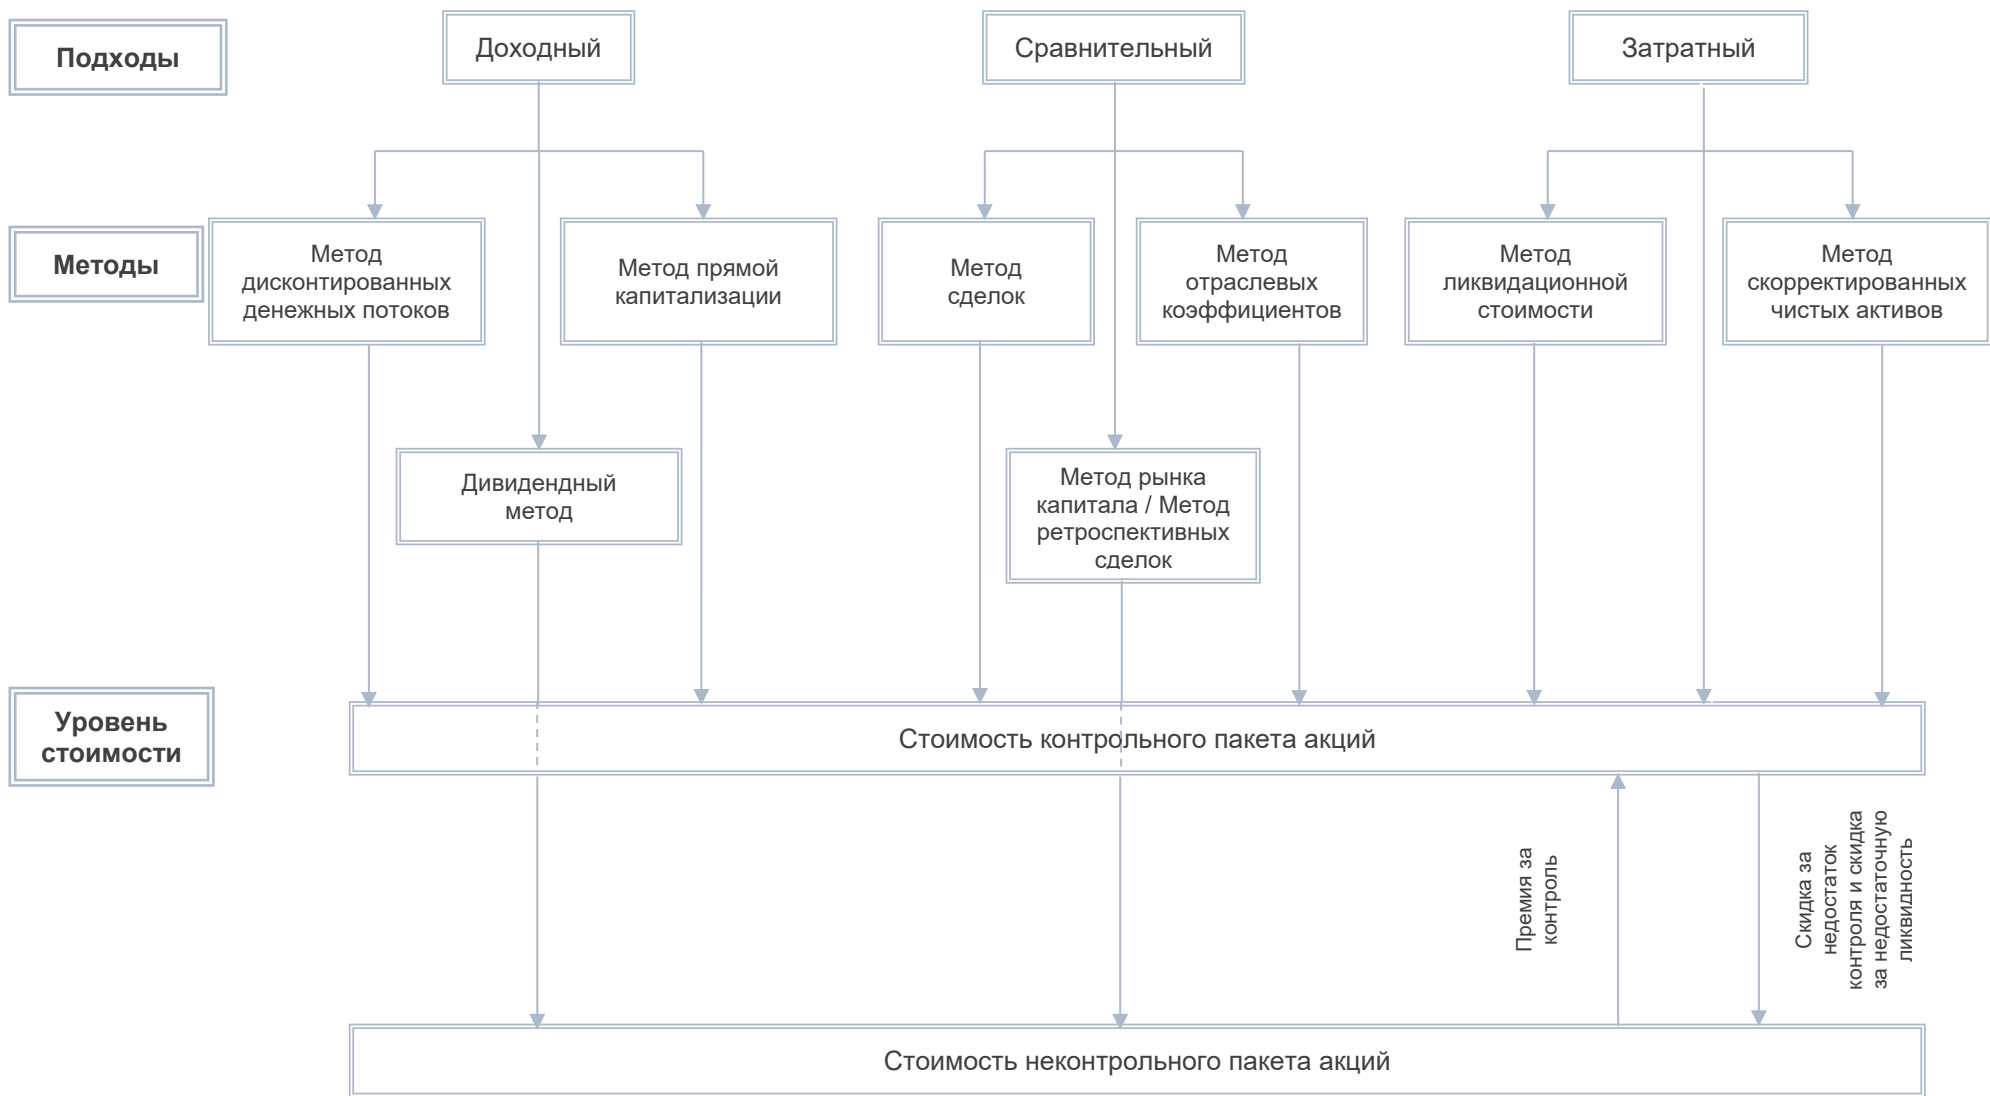 Подходы
Доходный
Сравнительный
Затратный
Методы
Метод
дисконтированных
денежных потоков
Метод прямой
капитализации
Метод
сделок
Метод
отраслевых
коэффициентов
Метод
ликвидационной
стоимости
Метод
скорректированных
чистых активов
Дивидендный
метод
Метод рынка
капитала / Метод
ретроспективных
сделок
Уровень
стоимости
Стоимость контрольного пакета акций
Премия за
контроль
Скидка за
недостаток
контроля и скидка
за недостаточную
ликвидность
Стоимость неконтрольного пакета акций